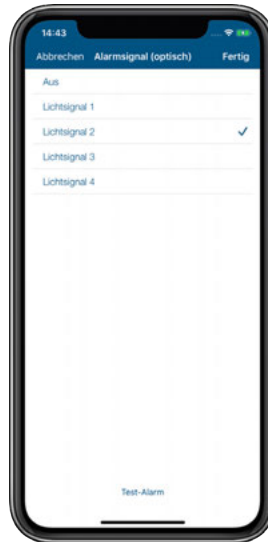 14:43
Abbrechen Alarmsignal (optisch) Fertig
Aus
Lichtsignal 1
Lichtsignal 2
Lichtsignal 3
Lichtsignal 4
Test-Alarm